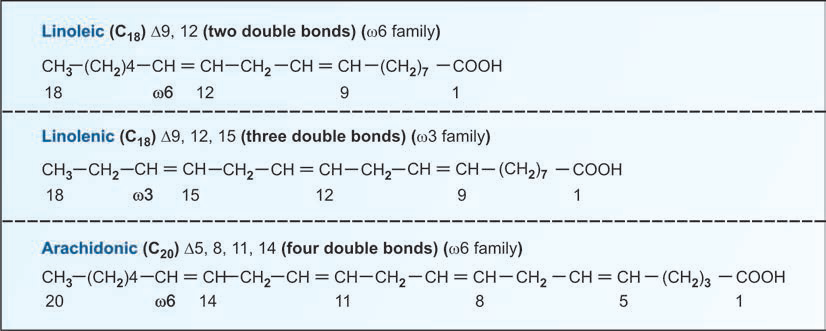 Linoleic (C₁₈) Δ9, 12 (two double bonds) (ω6 family)
CH₃—(CH₂)4—CH = CH—CH₂—CH = CH—(CH₂)₇ —COOH
18 ω6 12 9 1
Linolenic (C₁₈) Δ9, 12, 15 (three double bonds) (ω3 family)
CH₃—CH₂—CH = CH—CH₂—CH = CH—CH₂—CH = CH— (CH₂)₇ —COOH
18 ω3 15 12 9 1
Arachidonic (C₂₀) Δ5, 8, 11, 14 (four double bonds) (ω6 family)
CH₃—(CH₂)4—CH = CH—CH₂—CH = CH—CH₂—CH = CH—CH₂ —CH = CH— (CH₂)₃ —COOH
20 ω6 14 11 8 5 1